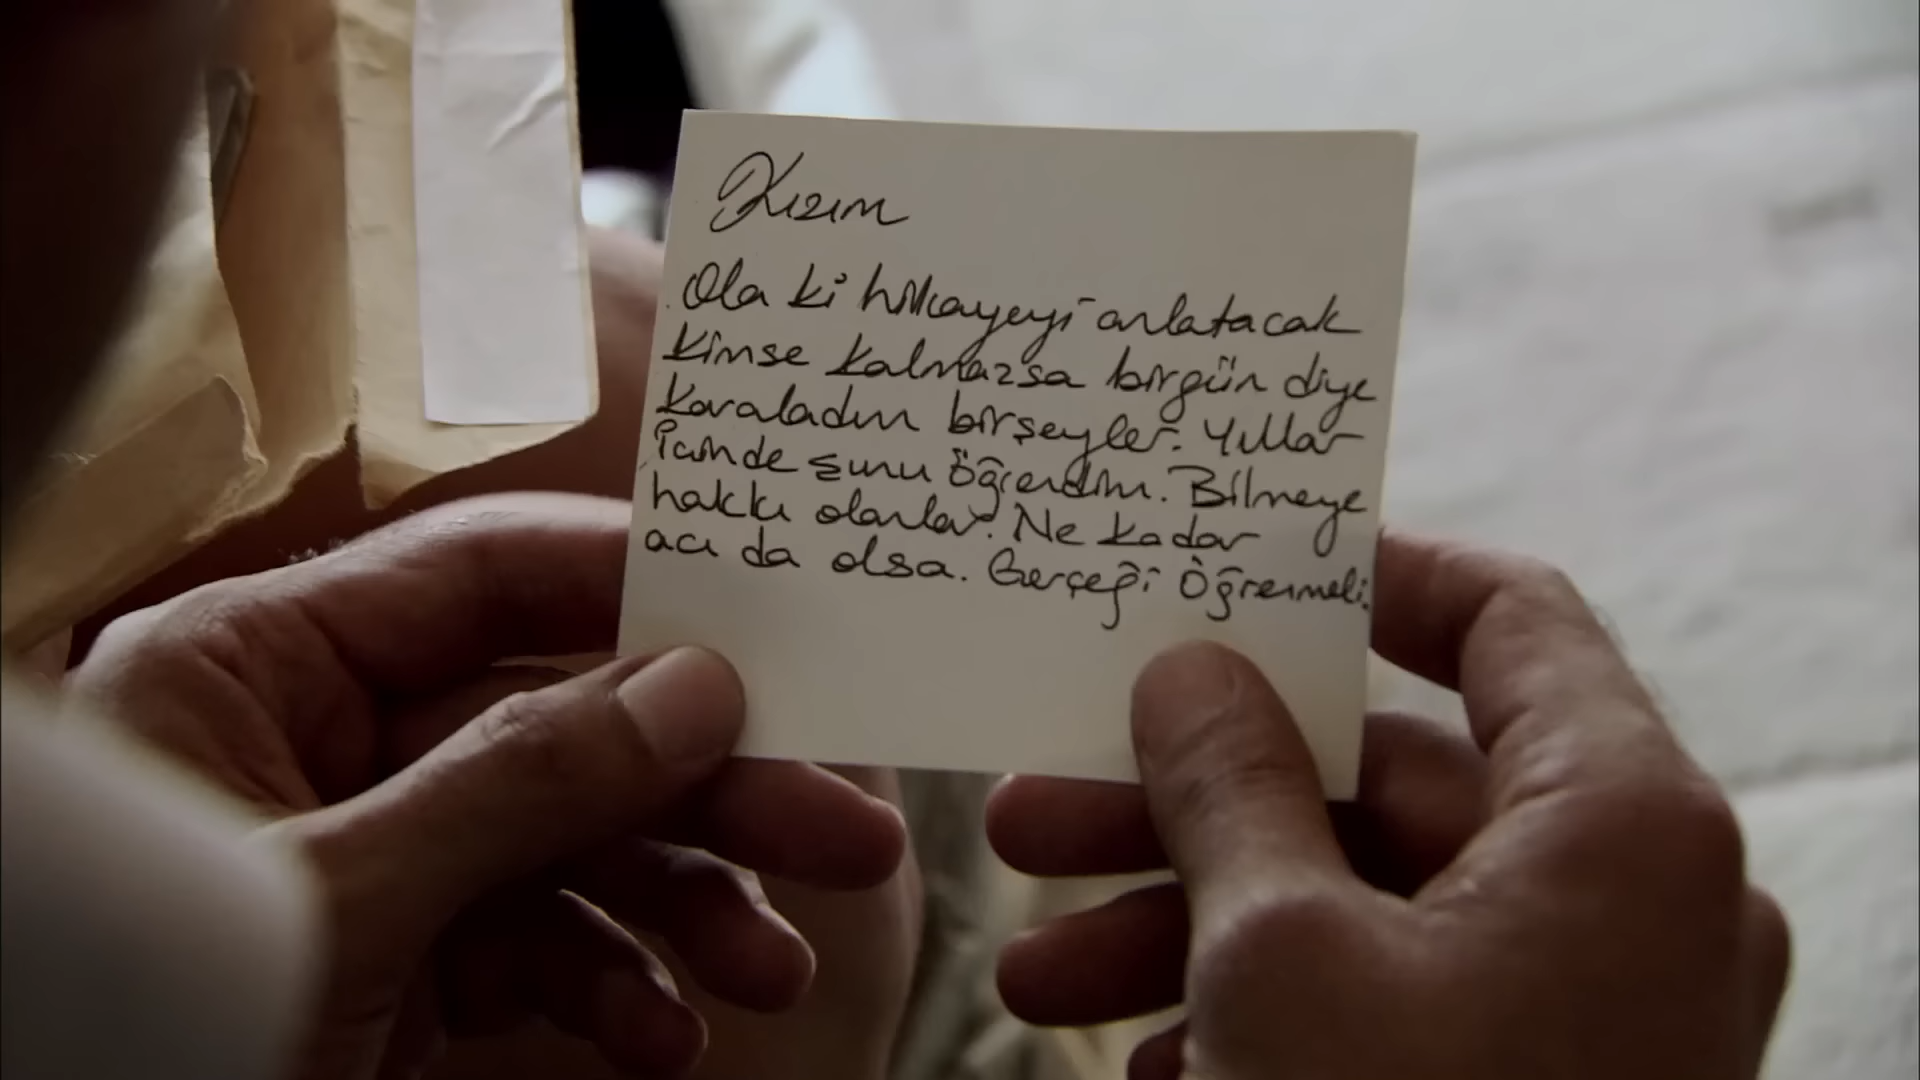 Kızım
Ola ki hikayeyi anlatacak
kimse kalmazsa birgün diye
karaladım birşeyler. Yıllar
içinde şunu öğrendim. Bilmeye
hakkı olanlar. Ne kadar
acı da olsa. Gerçeği Öğrenmeli.